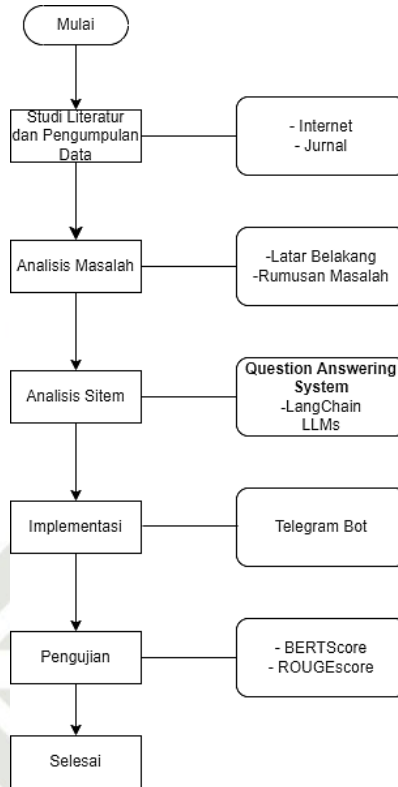 Mulai
Studi Literatur
dan Pengumpulan
Data
- Internet
- Jurnal
Analisis Masalah
-Latar Belakang
-Rumusan Masalah
Analisis Sitem
Question Answering
System
-LangChain
LLMs
Implementasi
Telegram Bot
Pengujian
- BERTScore
- ROUGEscore
Selesai